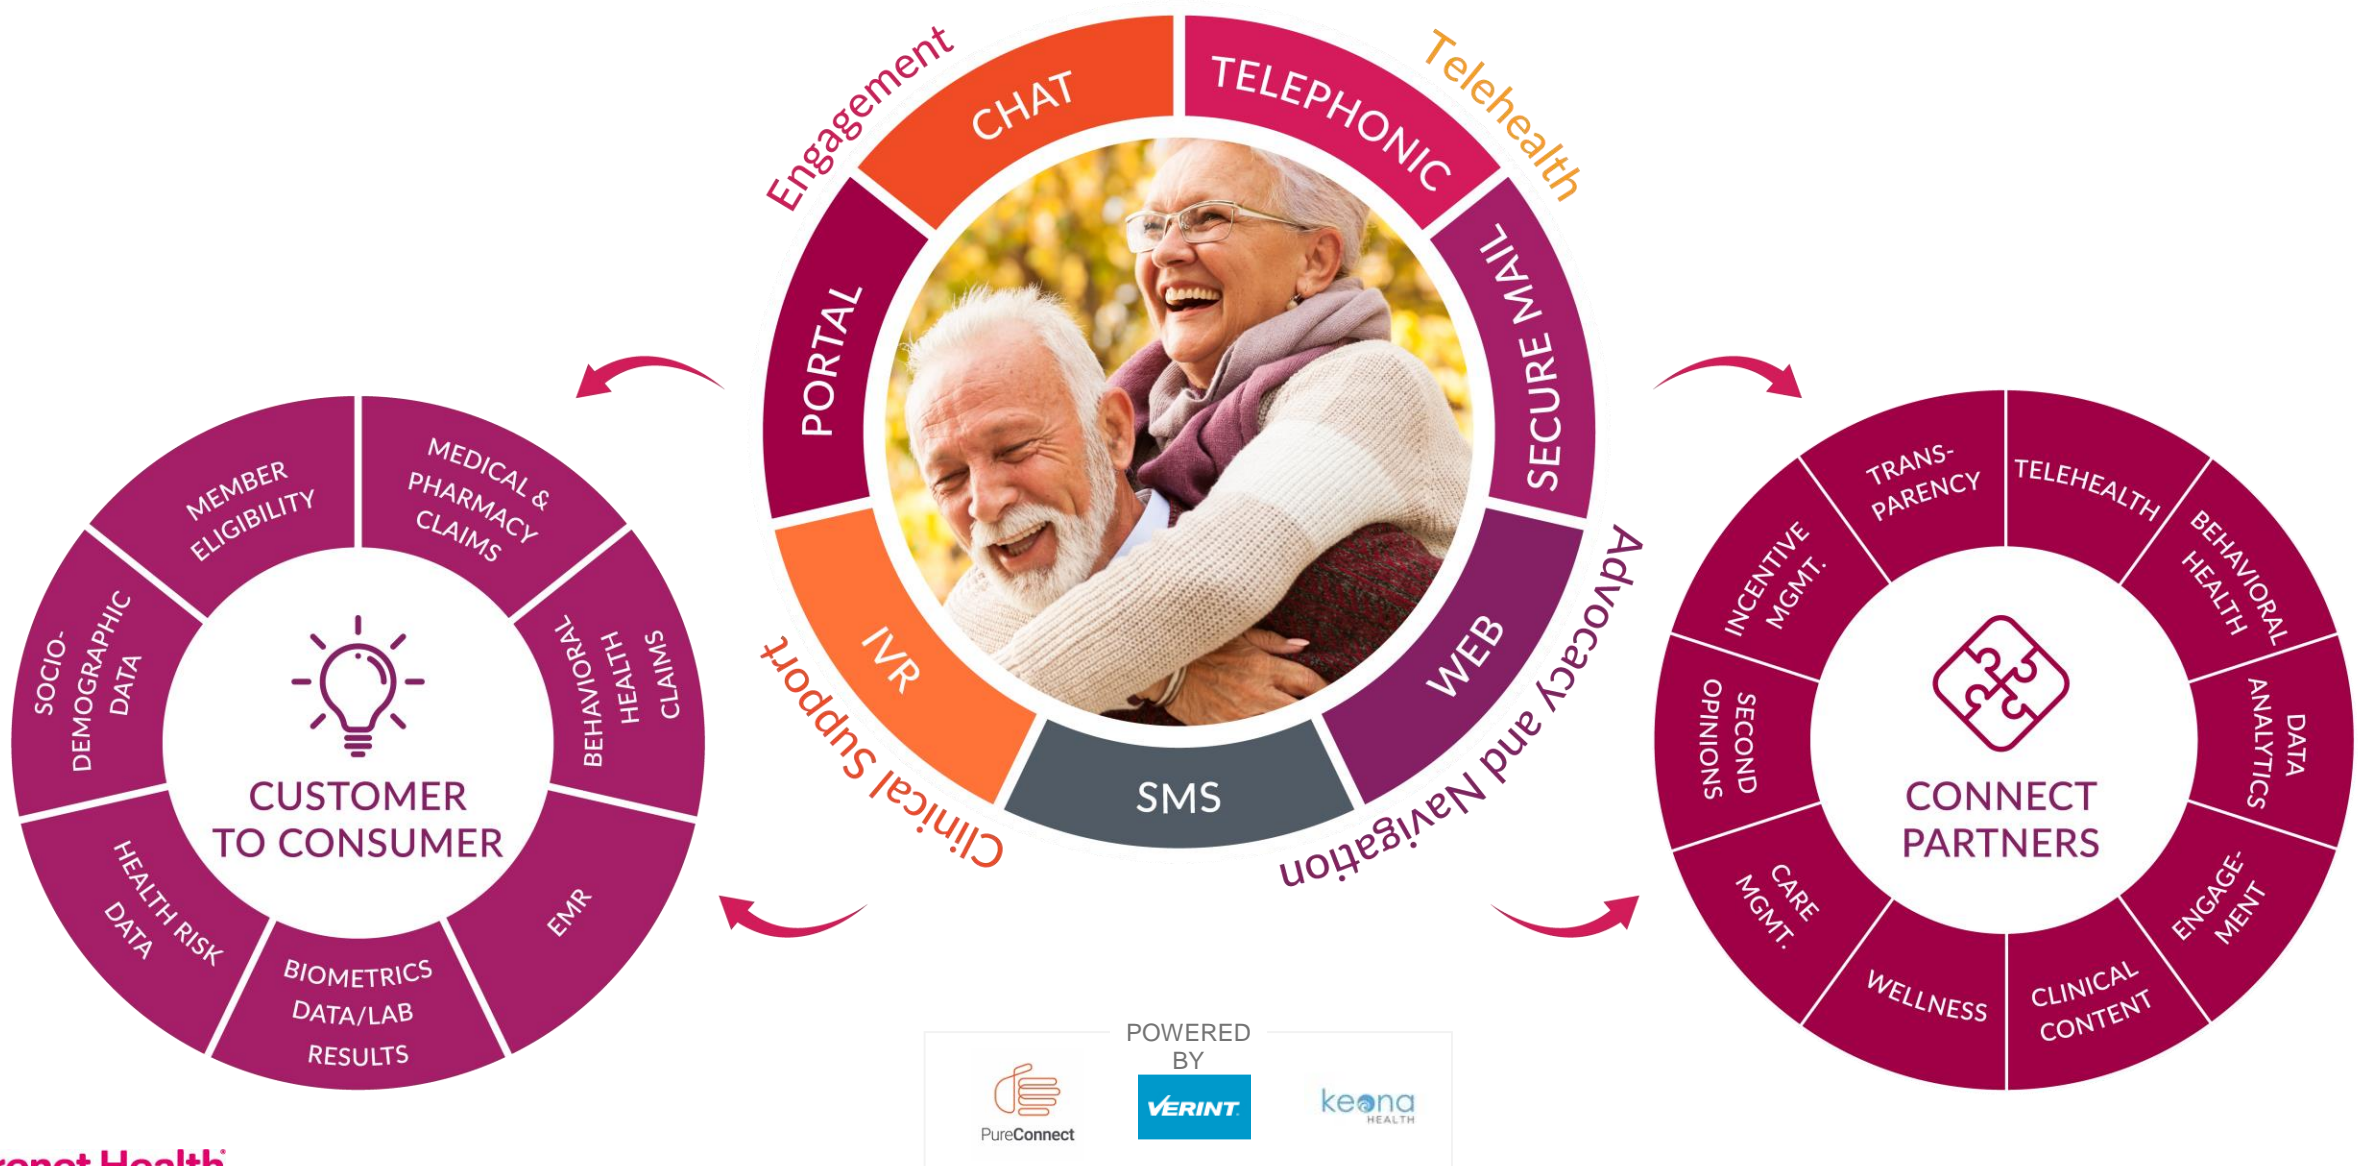 Engagement
Telehealth
CHAT
TELEPHONIC
PORTAL
SECURE MAIL
IVR
WEB
SMS
Clinical Support
Advocacy and Navigation
MEMBER
ELIGIBILITY
MEDICAL &
PHARMACY
CLAIMS
SOCIO-
DEMOGRAPHIC
DATA
BEHAVIORAL
HEALTH
CLAIMS
CUSTOMER
TO CONSUMER
HEALTH RISK
DATA
EMR
BIOMETRICS
DATA/LAB
RESULTS
TRANS-
PARENCY
TELEHEALTH
INCENTIVE
MGMT.
BEHAVIORAL
HEALTH
SECOND
OPINIONS
DATA
ANALYTICS
CONNECT
PARTNERS
CARE
MGMT.
ENGAGE-
MENT
WELLNESS
CLINICAL
CONTENT
POWERED
BY
PureConnect
VERINT.
keona
HEALTH
Health